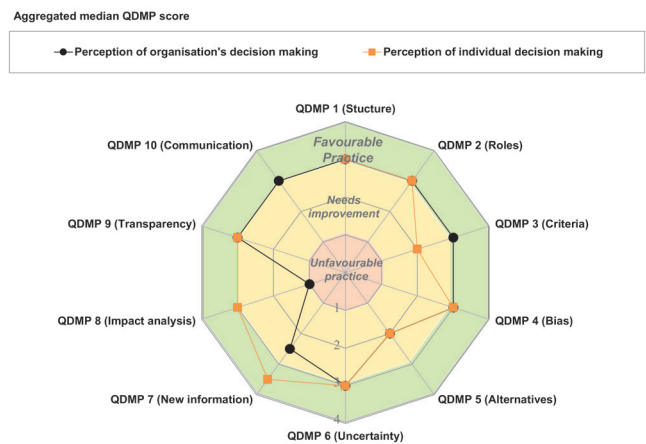 Aggregated median QDMP score
Perception of organisation's decision making
Perception of individual decision making
QDMP 1 (Stucture)
QDMP 10 (Communication)
QDMP 2 (Roles)
Favourable
Practice
QDMP 9 (Transparency)
Needs
improvement
QDMP 3 (Criteria)
Unfavourable
practice
QDMP 8 (Impact analysis)
1
QDMP 4 (Bias)
2
QDMP 7 (New information)
3
QDMP 5 (Alternatives)
4
QDMP 6 (Uncertainty)